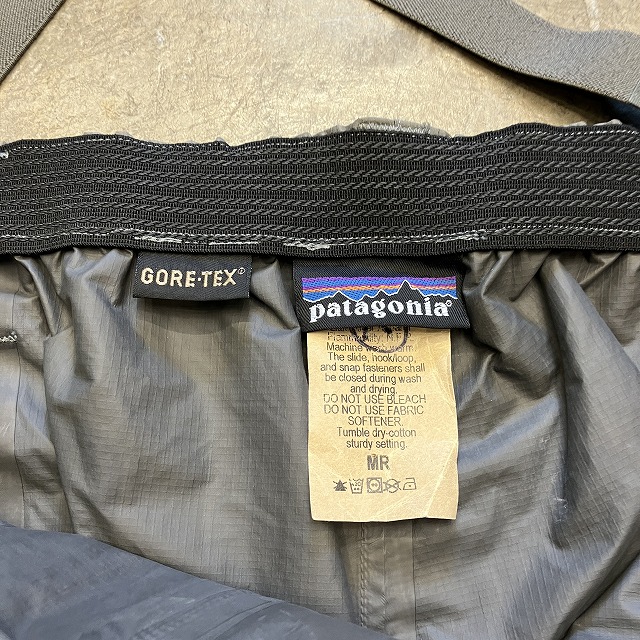 GORE-TEX®
patagonia®
Machine wash warm.
The slide, hook/loop,
and snap fasteners shall
be closed during wash
and drying.
DO NOT USE BLEACH
DO NOT USE FABRIC
SOFTENER.
Tumble dry-cotton
sturdy setting.
MR